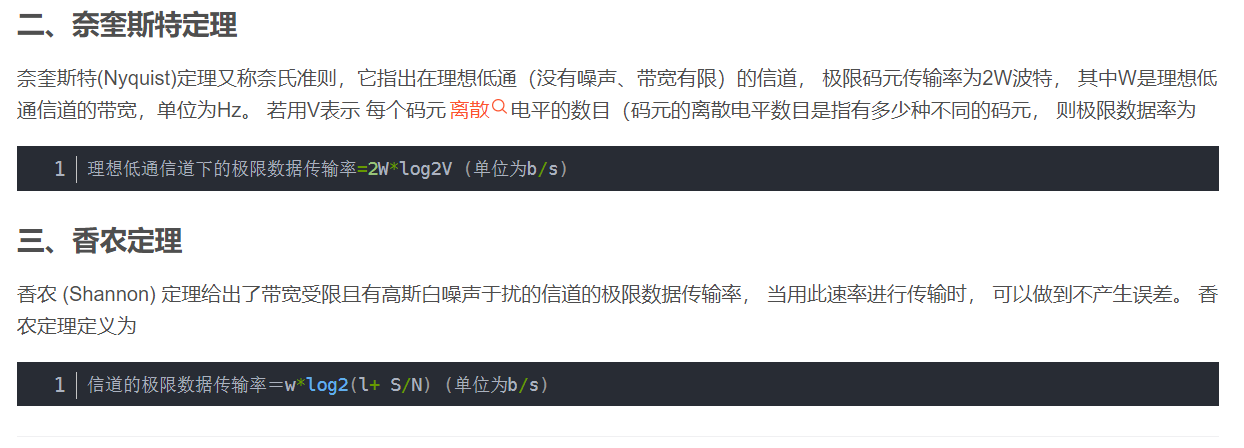 二、奈奎斯特定理
奈奎斯特(Nyquist)定理又称奈氏准则，它指出在理想低通（没有噪声、带宽有限）的信道， 极限码元传输率为2W波特， 其中W是理想低
通信道的带宽，单位为Hz。 若用V表示 每个码元 离散 电平的数目（码元的离散电平数目是指有多少种不同的码元， 则极限数据率为
1 理想低通信道下的极限数据传输率=2W*log2V (单位为b/s)
三、香农定理
香农 (Shannon) 定理给出了带宽受限且有高斯白噪声于扰的信道的极限数据传输率， 当用此速率进行传输时， 可以做到不产生误差。 香
农定理定义为
1 信道的极限数据传输率＝w*log2(l+ S/N) (单位为b/s)